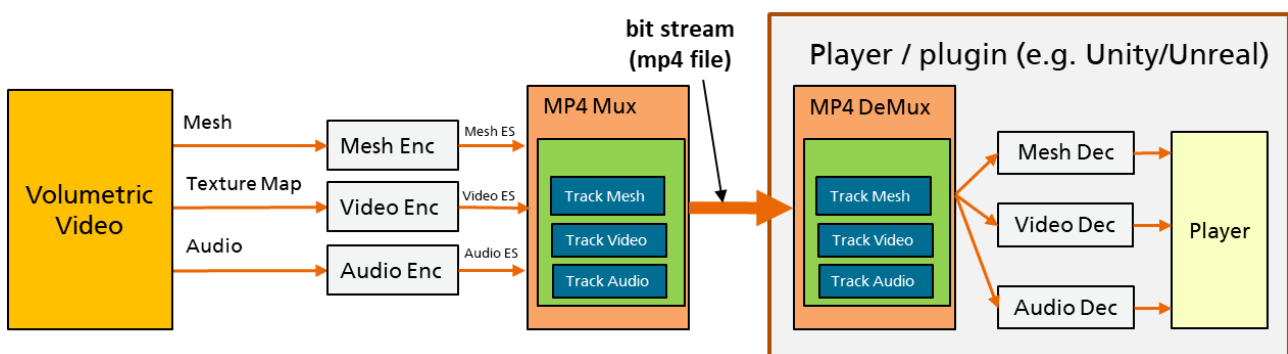 bit stream
(mp4 file)
Player / plugin (e.g. Unity/Unreal)
Volumetric
Video
Mesh
Texture Map
Audio
Mesh Enc
Video Enc
Audio Enc
Mesh ES
Video ES
Audio ES
MP4 Mux
Track Mesh
Track Video
Track Audio
MP4 DeMux
Track Mesh
Track Video
Track Audio
Mesh Dec
Video Dec
Audio Dec
Player